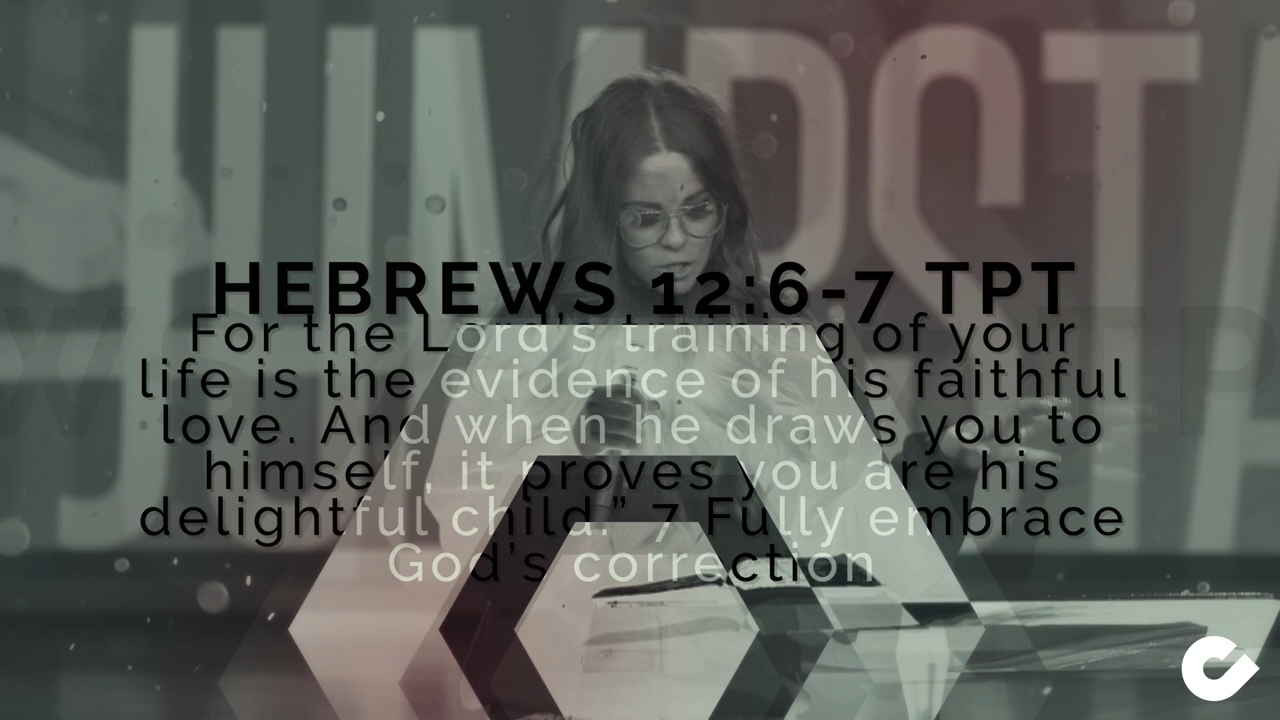 JUMPSTA
HEBREWS 12:6-7 TPT
For the Lord's training of your
life is the evidence of his faithful
love. And when he draws you to
himself, it proves you are his
delightful child.” 7 Fully embrace
God's correction